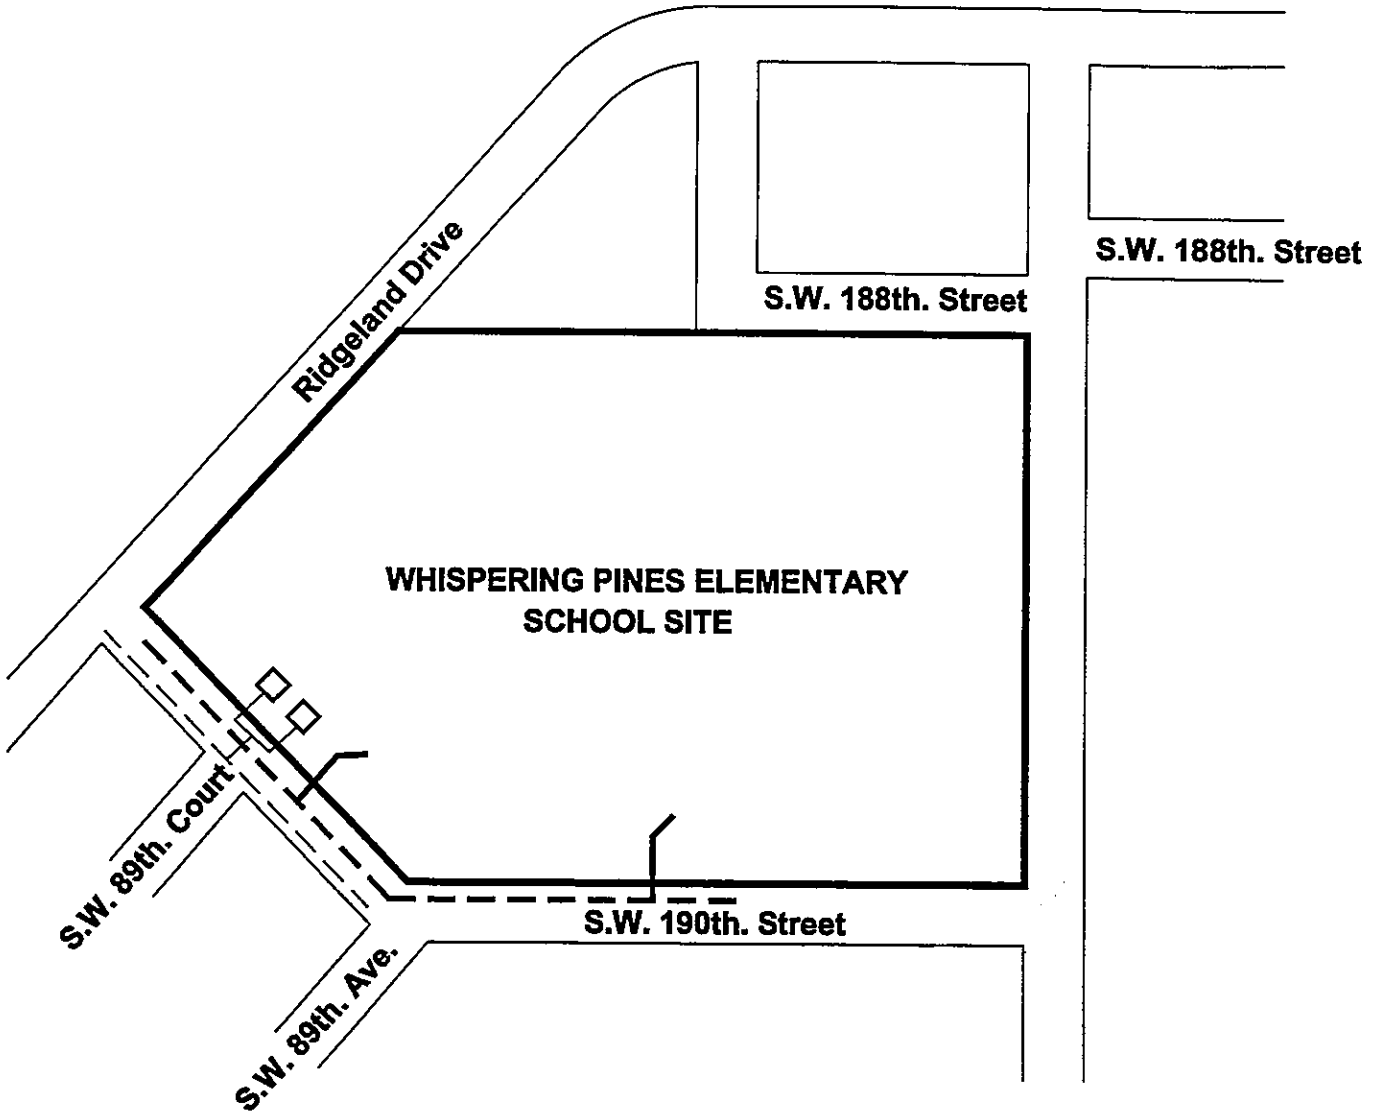 Ridgeland Drive
S.W. 188th. Street
S.W. 188th. Street
WHISPERING PINES ELEMENTARY
SCHOOL SITE
S.W. 89th. Court
S.W. 190th. Street
S.W. 89th. Ave.